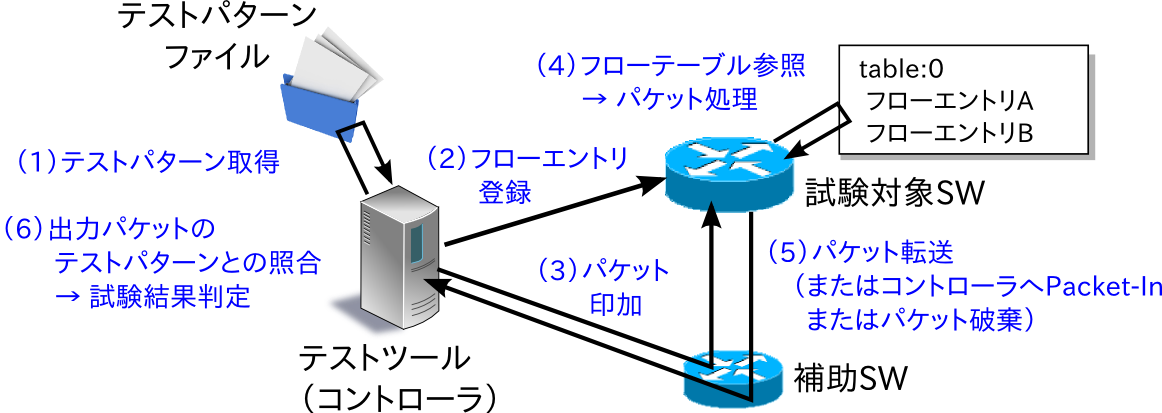 テストパターン
ファイル
（1）テストパターン取得
（2）フローエントリ
登録
（3）パケット
印加
（4）フローテーブル参照
→ パケット処理
table:0
フローエントリA
フローエントリB
試験対象SW
（5）パケット転送
（またはコントローラへPacket-In
またはパケット破棄）
（6）出力パケットの
テストパターンとの照合
→ 試験結果判定
テストツール
（コントローラ）
補助SW